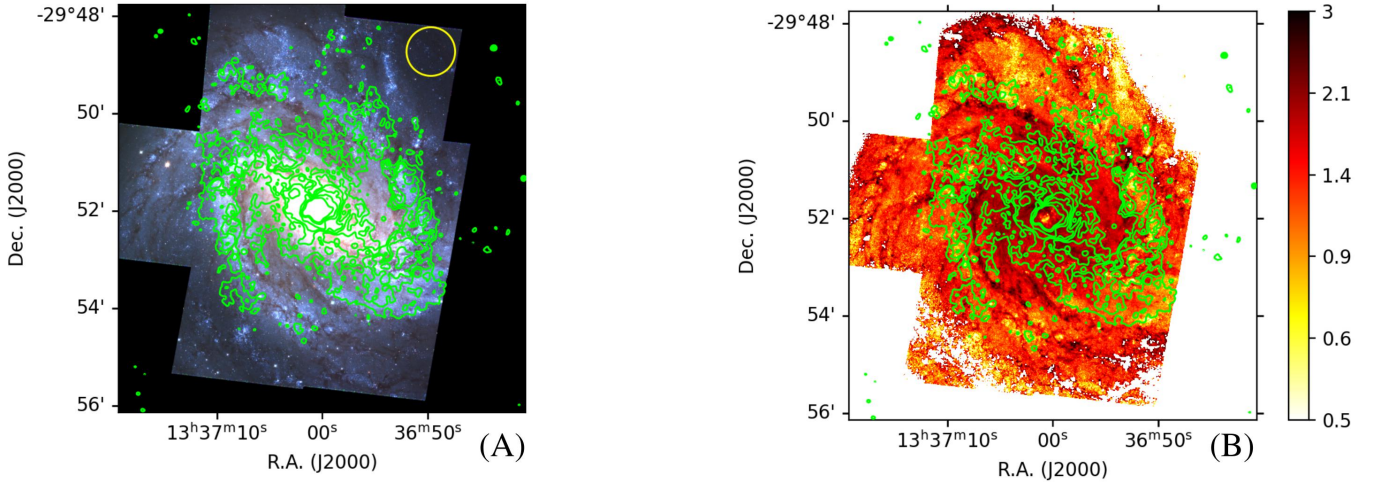 -29°48'
50'
52'
54'
56'
Dec. (J2000)
13ʰ37ᵐ10ˢ
00ˢ
36ᵐ50ˢ
R.A. (J2000)
(A)
-29°48'
50'
52'
54'
56'
Dec. (J2000)
13ʰ37ᵐ10ˢ
00ˢ
36ᵐ50ˢ
R.A. (J2000)
(B)
3
2.1
1.4
0.9
0.6
0.5